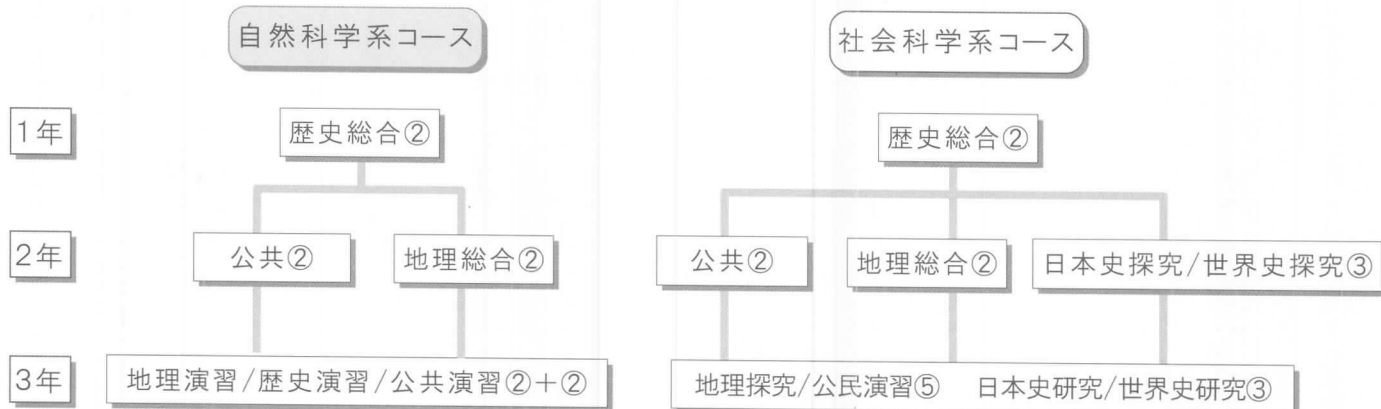 自然科学系コース 社会科学系コース
1年 歴史総合② 歴史総合②
2年 公共② 地理総合② 公共② 地理総合② 日本史探究/世界史探究③
3年 地理演習/歴史演習/公共演習②+② 地理探究/公民演習⑤ 日本史研究/世界史研究③